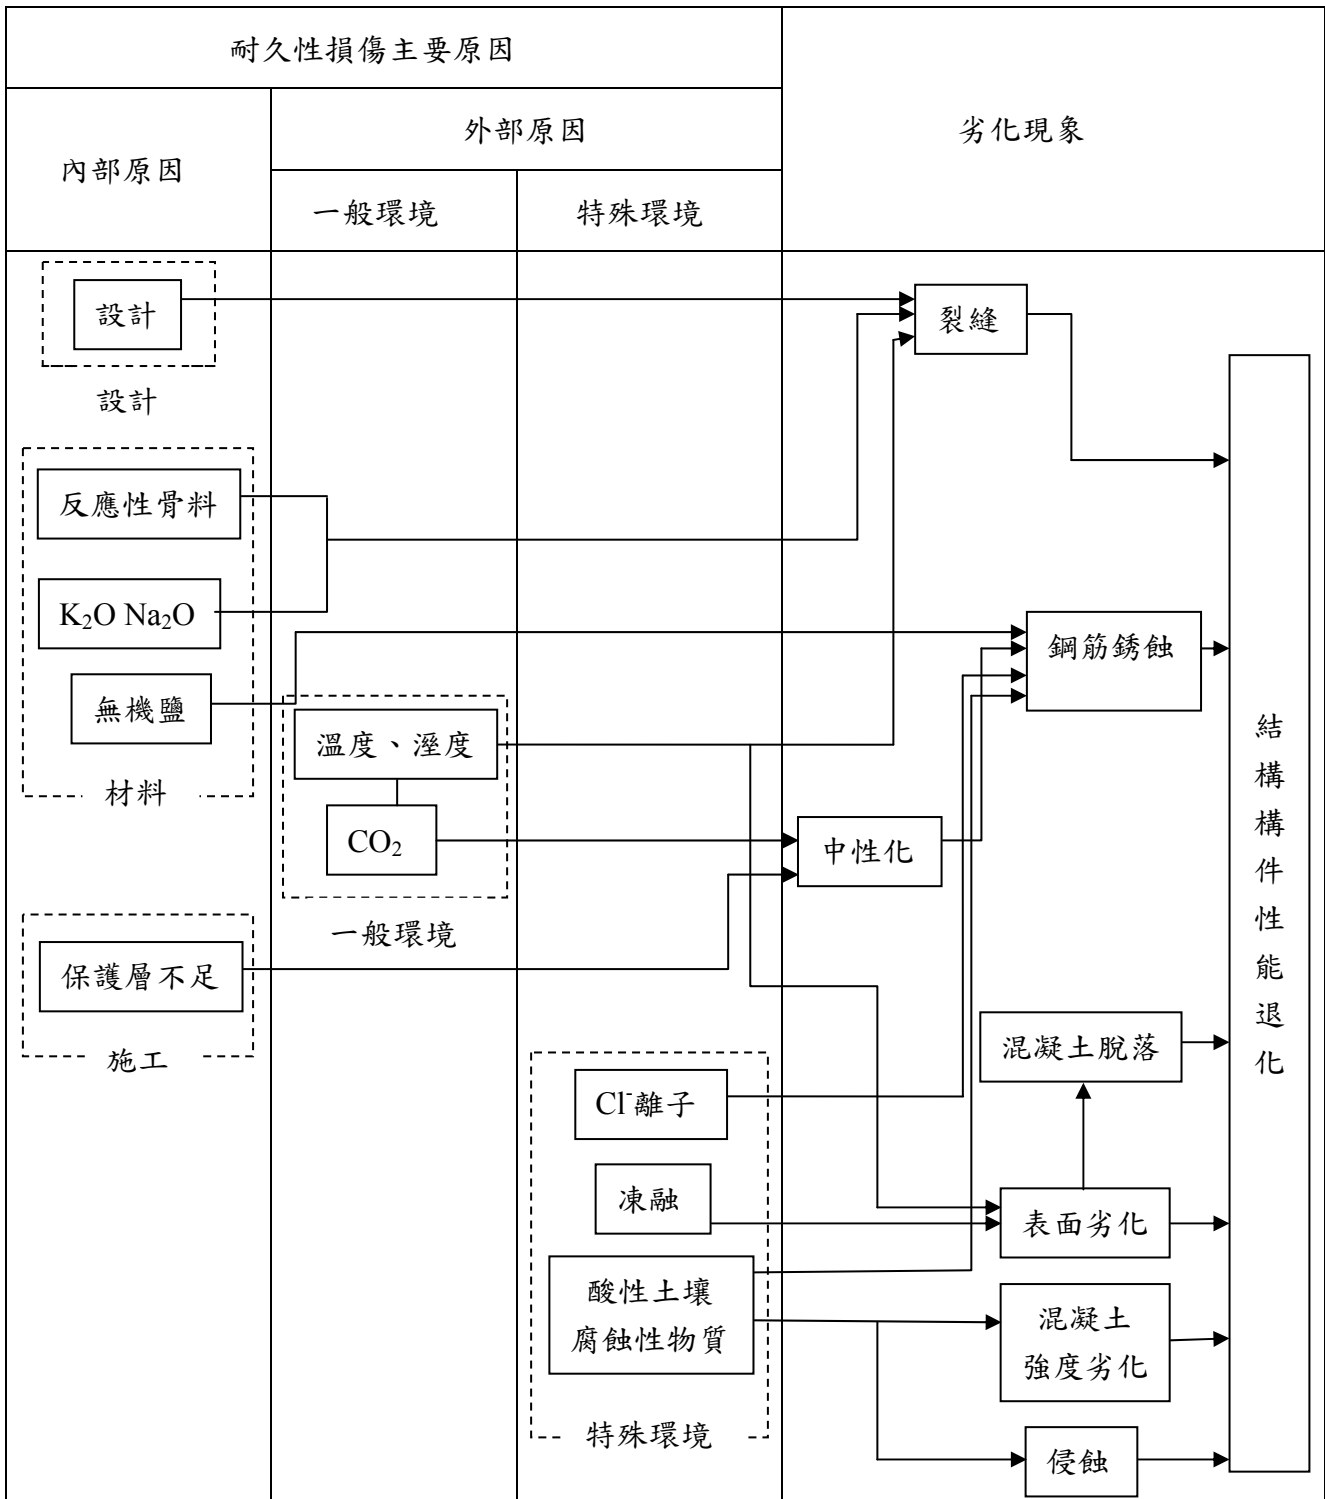 耐久性損傷主要原因
劣化現象
內部原因
外部原因
一般環境
特殊環境
設計
設計
裂縫
反應性骨料
K₂O Na₂O
無機鹽
材料
溫度、溼度
CO₂
一般環境
鋼筋銹蝕
中性化
保護層不足
施工
Cl⁻離子
凍融
酸性土壤
腐蝕性物質
特殊環境
混凝土脫落
表面劣化
混凝土
強度劣化
侵蝕
結構構件性能退化